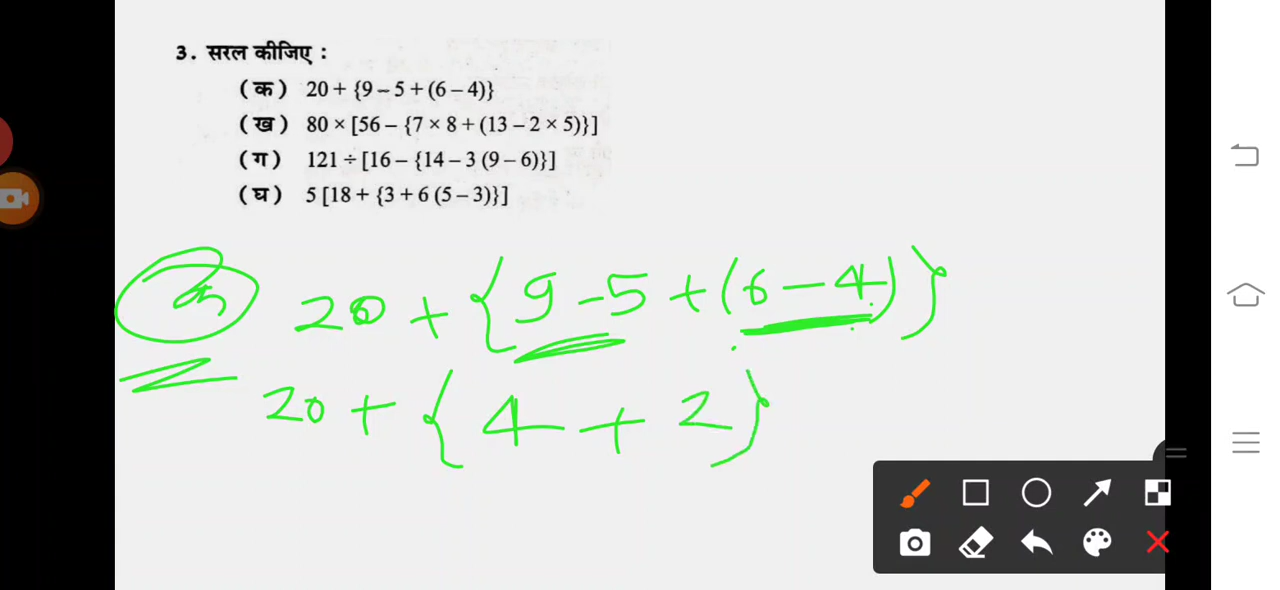 3. सरल कीजिए :
(क) 20 + {9 – 5 + (6 – 4)}
(ख) 80 × [56 – {7 × 8 + (13 – 2 × 5)}]
(ग) 121 ÷ [16 – {14 – 3 (9 – 6)}]
(घ) 5 [18 + {3 + 6 (5 – 3)}]
क 20 + {9 – 5 + (6 – 4)}
20 + {4 + 2}